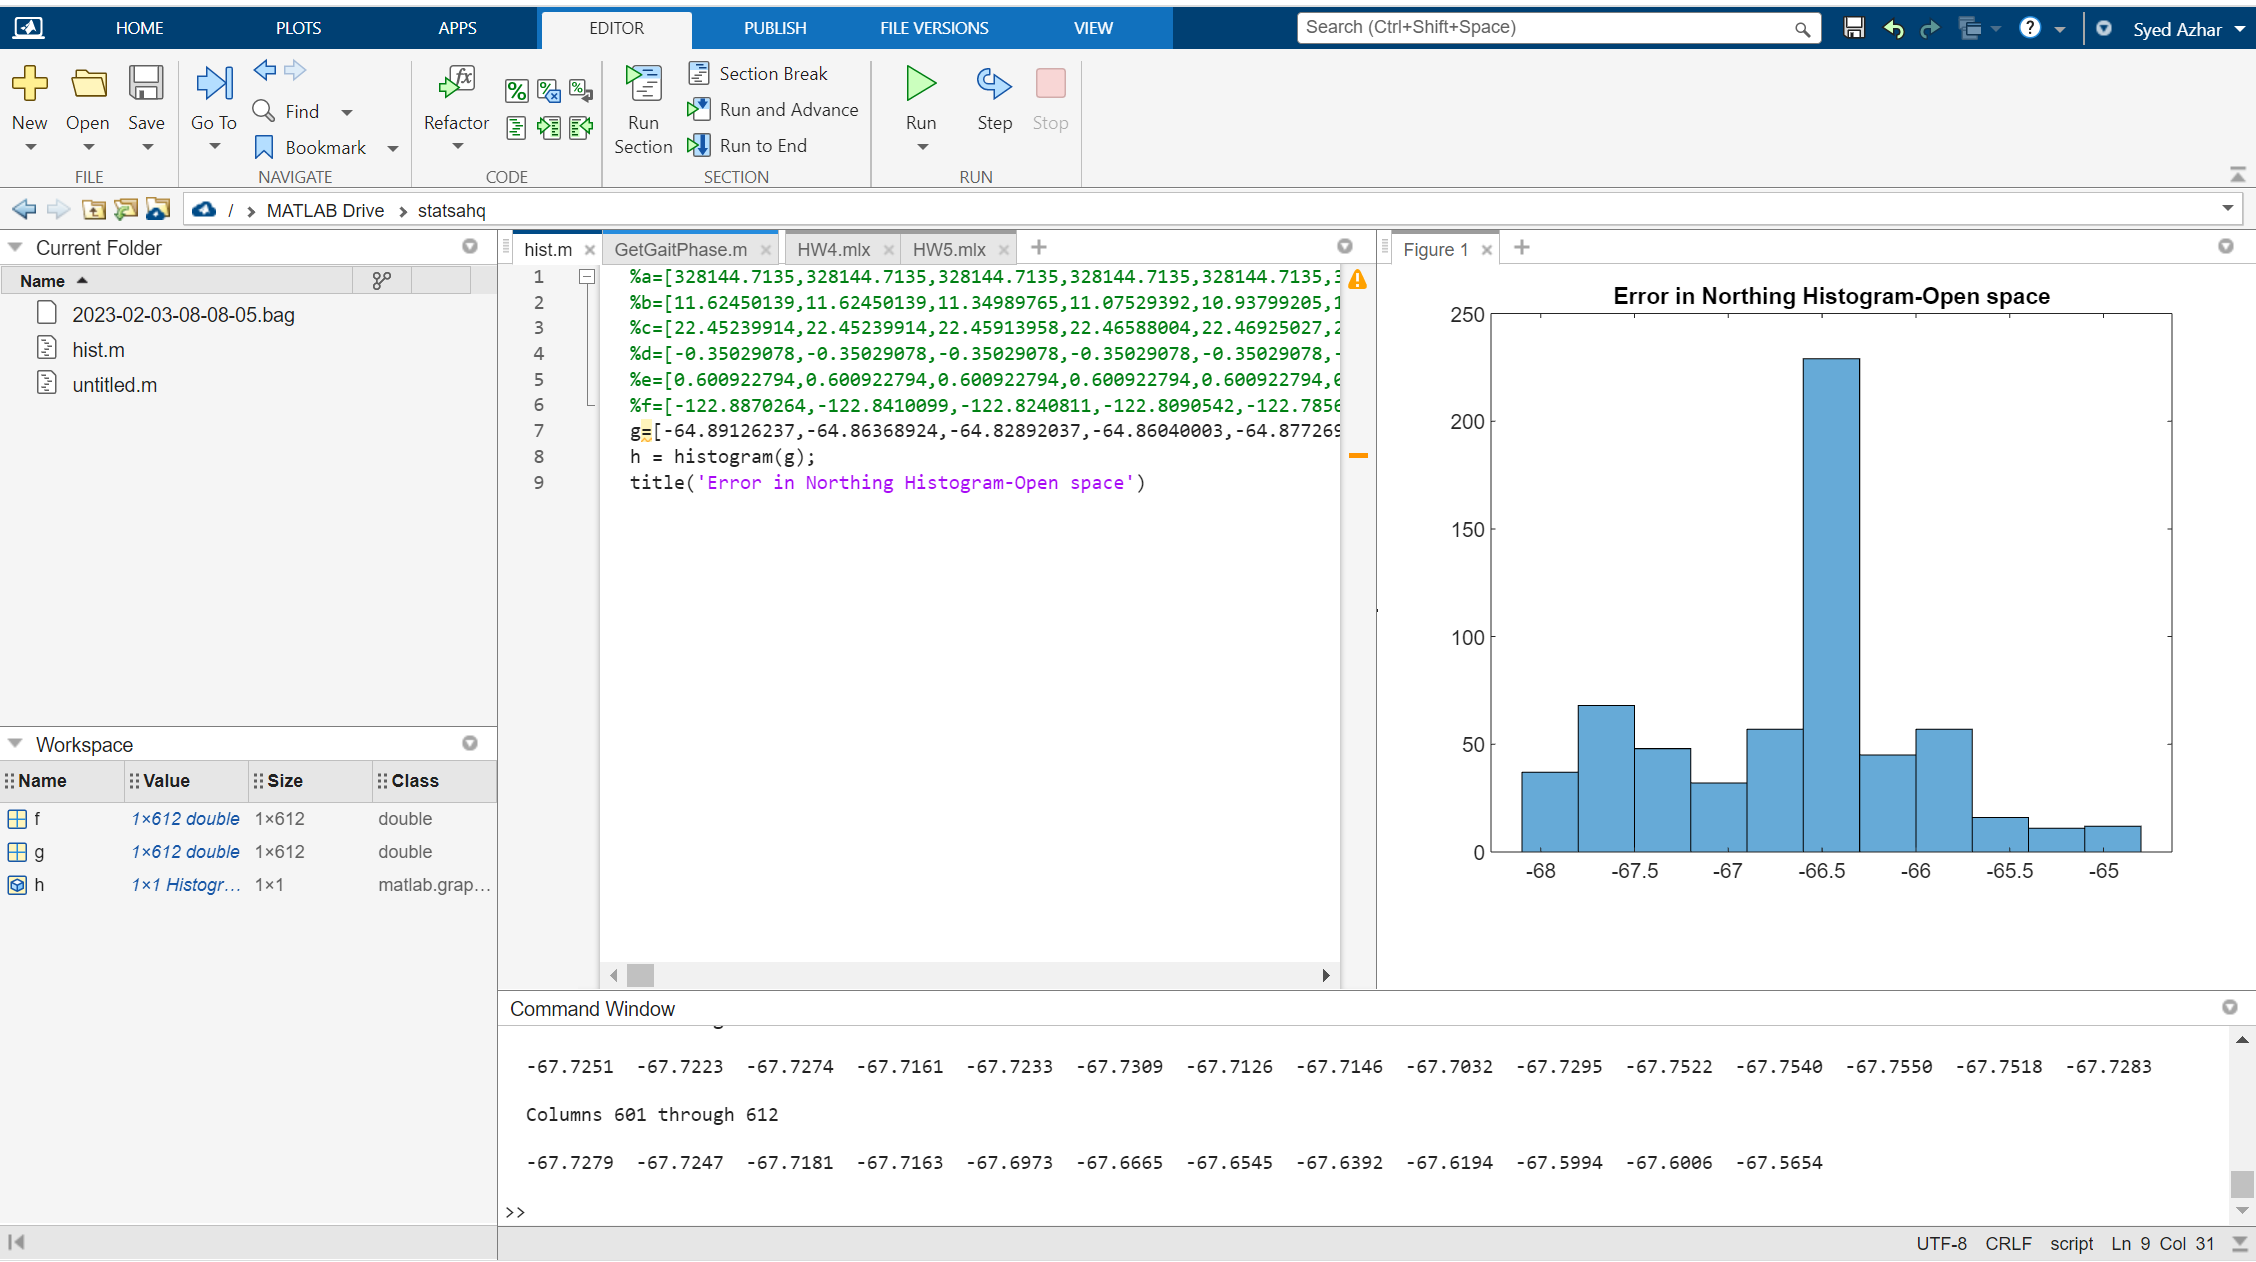 HOME PLOTS APPS EDITOR PUBLISH FILE VERSIONS VIEW Search (Ctrl+Shift+Space) Syed Azhar
New Open Save Go To Find Bookmark Refactor Run Section Section Break Run and Advance Run to End Run Step Stop
FILE NAVIGATE CODE SECTION RUN
/ MATLAB Drive statsahq
Current Folder
Name
2023-02-03-08-08-05.bag
hist.m
untitled.m
Workspace
Name Value Size Class
f 1×612 double 1×612 double
g 1×612 double 1×612 double
h 1×1 Histogr... 1×1 matlab.grap...
hist.m GetGaitPhase.m HW4.mlx HW5.mlx
1 %a=[328144.7135,328144.7135,328144.7135,328144.7135,328144.7135,3
2 %b=[11.62450139,11.62450139,11.34989765,11.07529392,10.93799205,1
3 %c=[22.45239914,22.45239914,22.45913958,22.46588004,22.46925027,2
4 %d=[-0.35029078,-0.35029078,-0.35029078,-0.35029078,-0.35029078,-
5 %e=[0.600922794,0.600922794,0.600922794,0.600922794,0.600922794,0
6 %f=[-122.8870264,-122.8410099,-122.8240811,-122.8090542,-122.7856
7 g=[-64.89126237,-64.86368924,-64.82892037,-64.86040003,-64.877269
8 h = histogram(g);
9 title('Error in Northing Histogram-Open space')
Figure 1
Error in Northing Histogram-Open space
250
200
150
100
50
0
-68 -67.5 -67 -66.5 -66 -65.5 -65
Command Window
-67.7251 -67.7223 -67.7274 -67.7161 -67.7233 -67.7309 -67.7126 -67.7146 -67.7032 -67.7295 -67.7522 -67.7540 -67.7550 -67.7518 -67.7283
Columns 601 through 612
-67.7279 -67.7247 -67.7181 -67.7163 -67.6973 -67.6665 -67.6545 -67.6392 -67.6194 -67.5994 -67.6006 -67.5654
>>
UTF-8 CRLF script Ln 9 Col 31